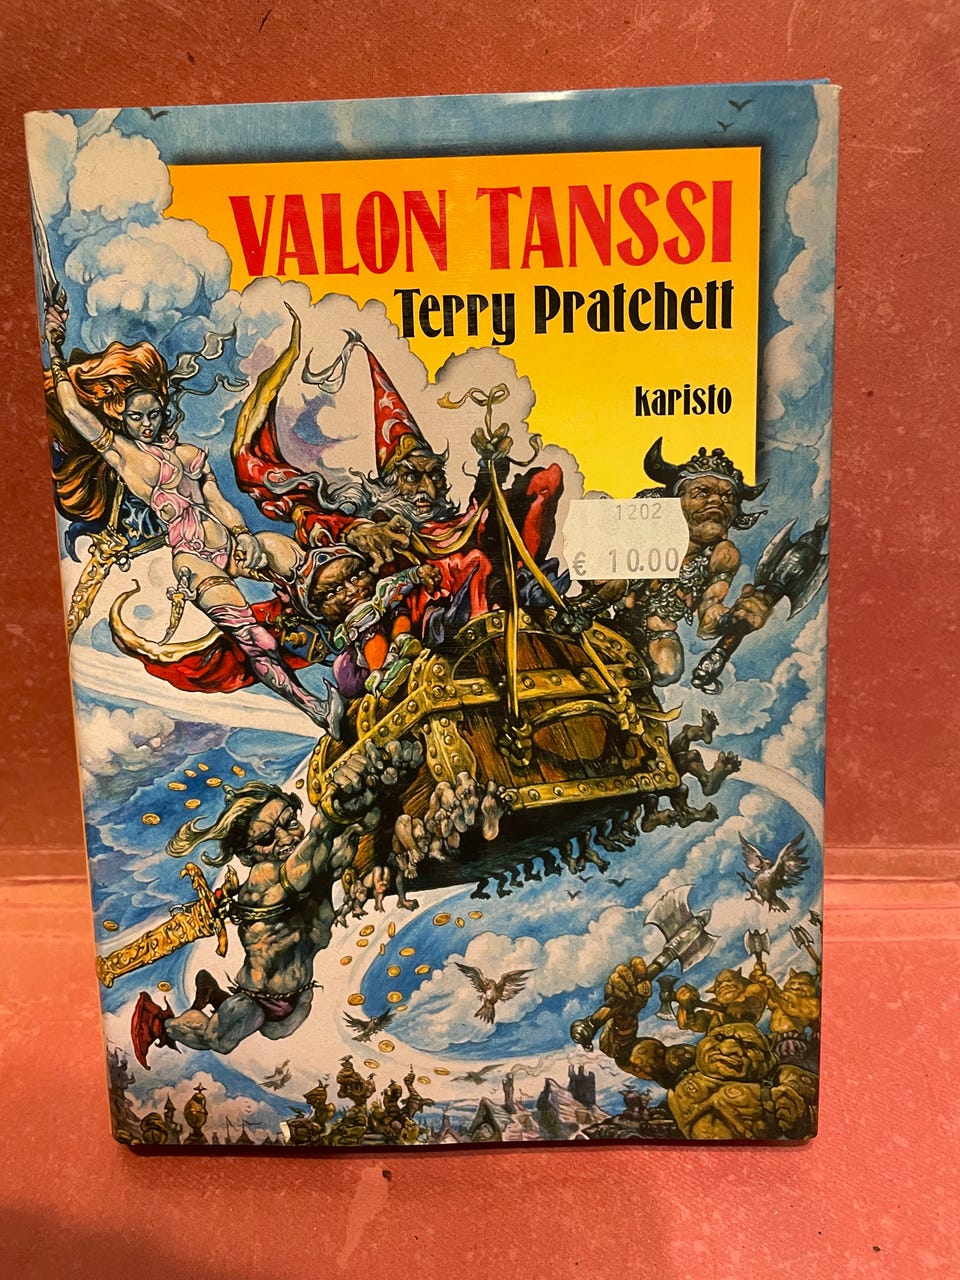 VALON TANSSI
Terry Pratchett
karisto
1202
€ 10.00